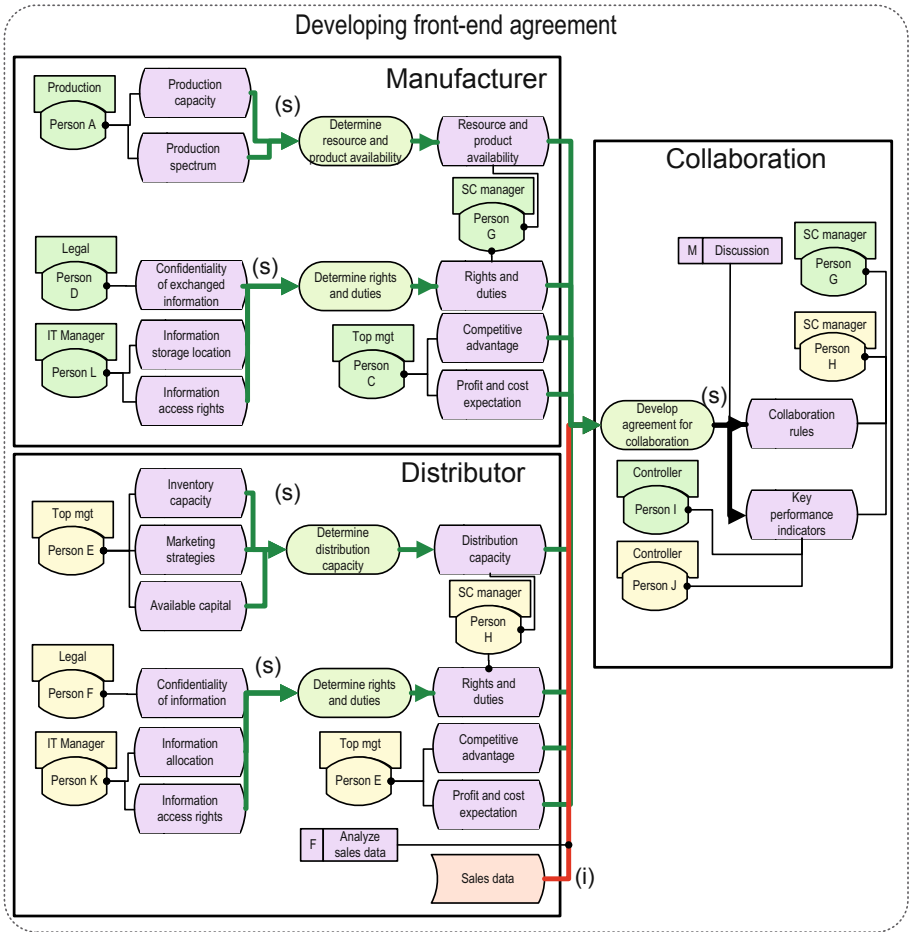 Developing front-end agreement
Manufacturer
Production
Person A
Production
capacity
Production
spectrum
(s)
Determine
resource and
product availability
Resource and
product
availability
SC manager
Person
G
Legal
Person
D
Confidentiality
of exchanged
information
(s)
Determine rights
and duties
Rights and
duties
IT Manager
Person L
Information
storage location
Information
access rights
Top mgt
Person
C
Competitive
advantage
Profit and cost
expectation
Distributor
Top mgt
Person E
Inventory
capacity
Marketing
strategies
Available capital
(s)
Determine
distribution
capacity
Distribution
capacity
SC manager
Person
H
Legal
Person F
Confidentiality
of information
(s)
Determine rights
and duties
Rights and
duties
IT Manager
Person K
Information
allocation
Information
access rights
Top mgt
Person E
Competitive
advantage
Profit and cost
expectation
F Analyze
sales data
Sales data
(i)
Collaboration
M Discussion
SC manager
Person
G
SC manager
Person
H
Develop
agreement for
collaboration
(s)
Collaboration
rules
Controller
Person I
Key
performance
indicators
Controller
Person J